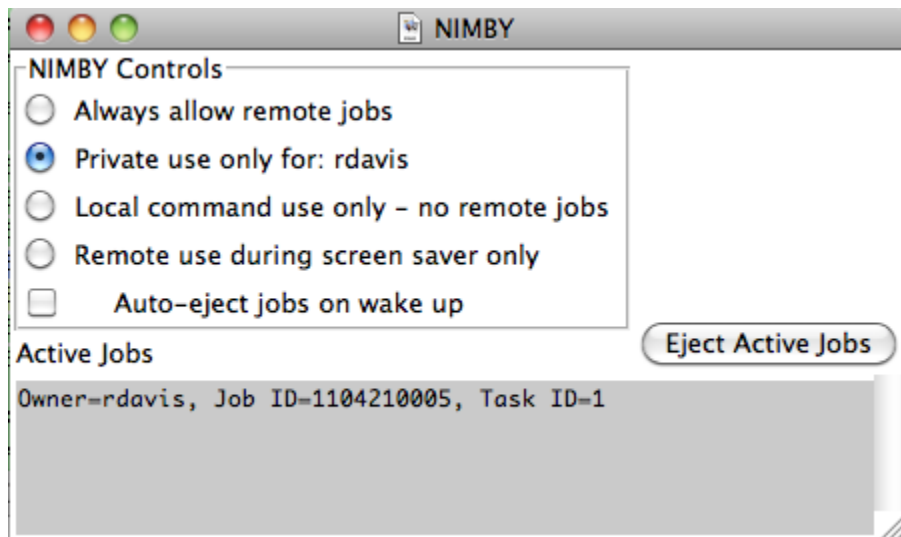 NIMBY
NIMBY Controls
Always allow remote jobs
Private use only for: rdavis
Local command use only – no remote jobs
Remote use during screen saver only
Auto-eject jobs on wake up
Eject Active Jobs
Active Jobs
Owner=rdavis, Job ID=1104210005, Task ID=1